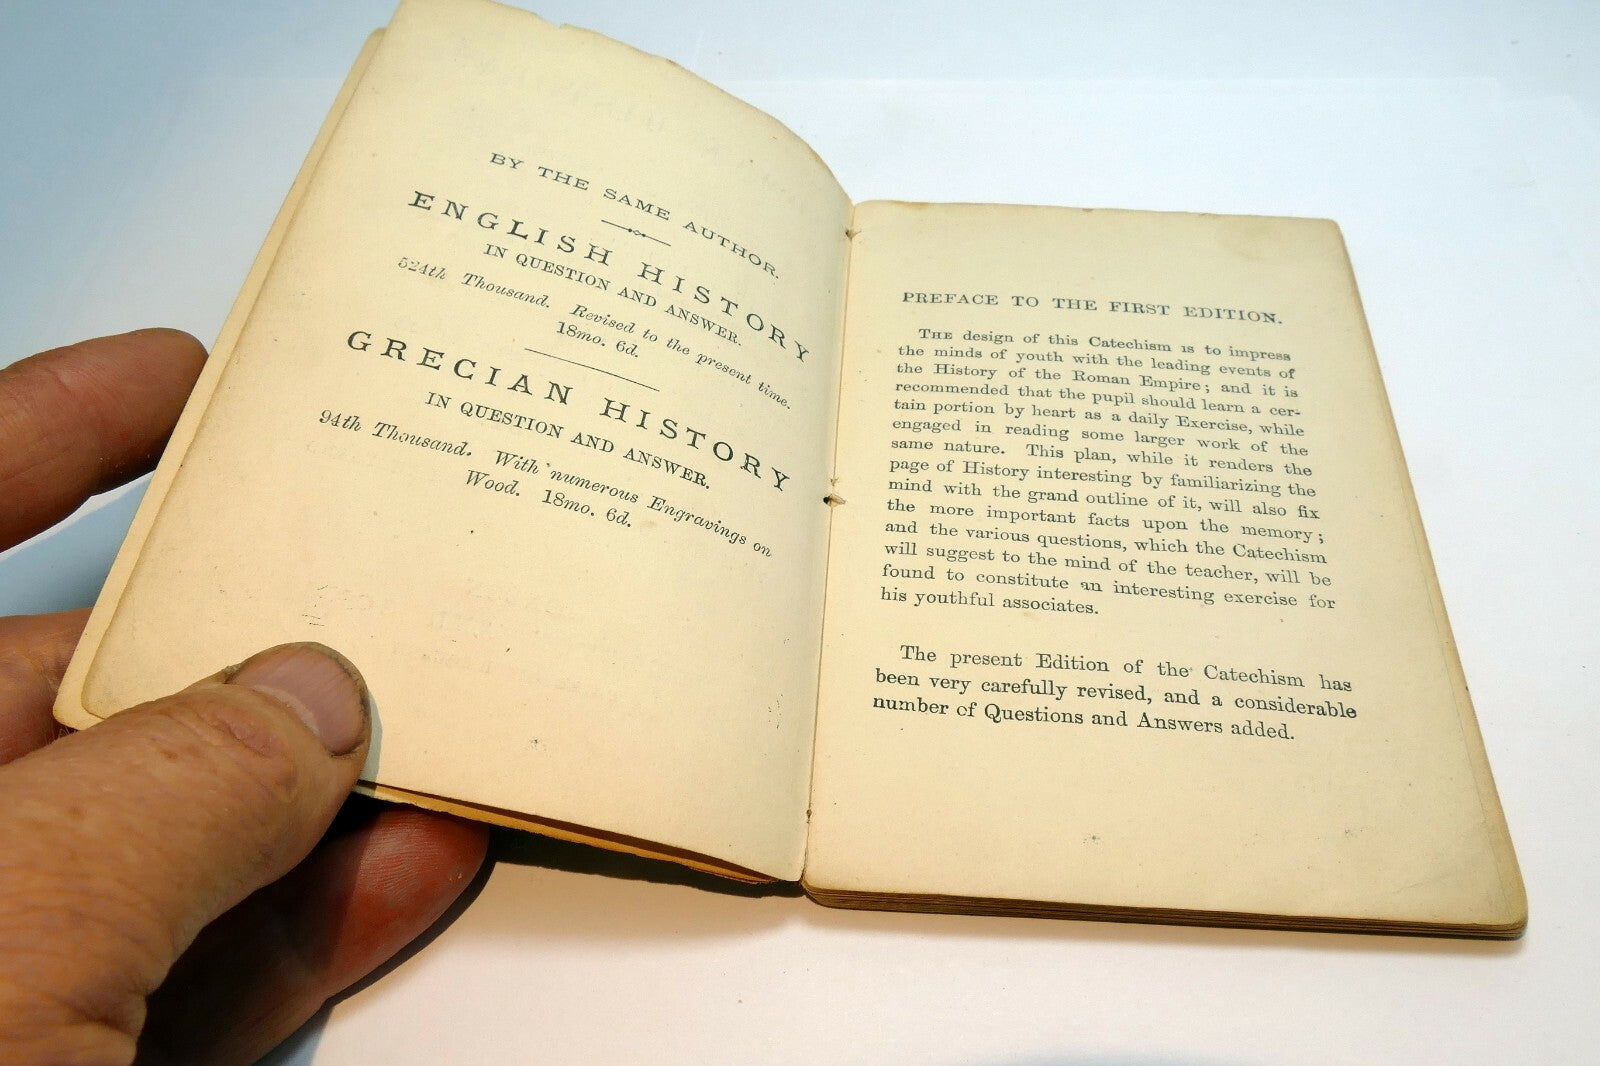 BY THE SAME AUTHOR.
ENGLISH HISTORY
IN QUESTION AND ANSWER.
524th Thousand. Revised to the present time.
18mo. 6d.
GRECIAN HISTORY
IN QUESTION AND ANSWER.
94th Thousand. With numerous Engravings on
Wood. 18mo. 6d.
PREFACE TO THE FIRST EDITION.
THE design of this Catechism is to impress
the minds of youth with the leading events of
the History of the Roman Empire; and it is
recommended that the pupil should learn a cer-
tain portion by heart as a daily Exercise, while
engaged in reading some larger work of the
same nature. This plan, while it renders the
page of History interesting by familiarizing the
mind with the grand outline of it, will also fix
the more important facts upon the memory;
and the various questions, which the Catechism
will suggest to the mind of the teacher, will be
found to constitute an interesting exercise for
his youthful associates.
The present Edition of the Catechism has
been very carefully revised, and a considerable
number of Questions and Answers added.